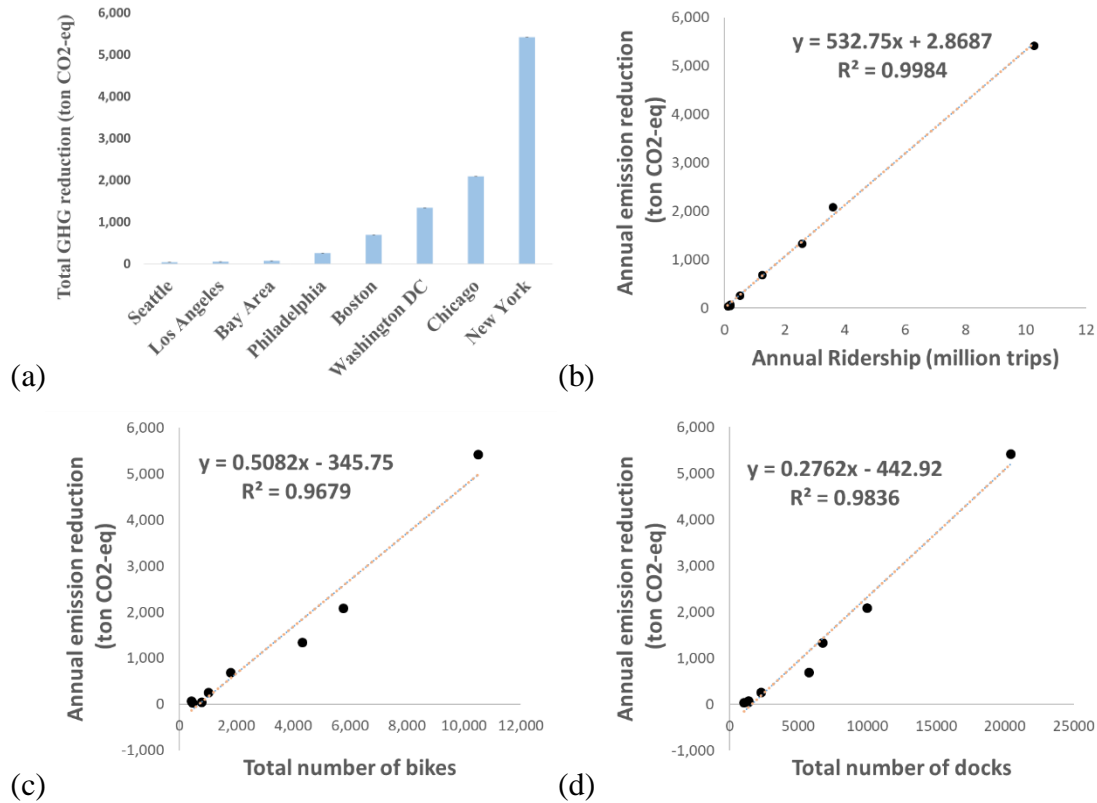 Total GHG reduction (ton CO2-eq)
6,000
5,000
4,000
3,000
2,000
1,000
0
Seattle
Los Angeles
Bay Area
Philadelphia
Boston
Washington DC
Chicago
New York
(a)
Annual emission reduction
(ton CO2-eq)
6,000
5,000
4,000
3,000
2,000
1,000
0
y = 532.75x + 2.8687
R² = 0.9984
0 2 4 6 8 10 12
Annual Ridership (million trips)
(b)
Annual emission reduction
(ton CO2-eq)
6,000
5,000
4,000
3,000
2,000
1,000
0
-1,000
y = 0.5082x - 345.75
R² = 0.9679
0 2,000 4,000 6,000 8,000 10,000 12,000
Total number of bikes
(c)
Annual emission reduction
(ton CO2-eq)
6,000
5,000
4,000
3,000
2,000
1,000
0
-1,000
y = 0.2762x - 442.92
R² = 0.9836
0 5000 10000 15000 20000 25000
Total number of docks
(d)